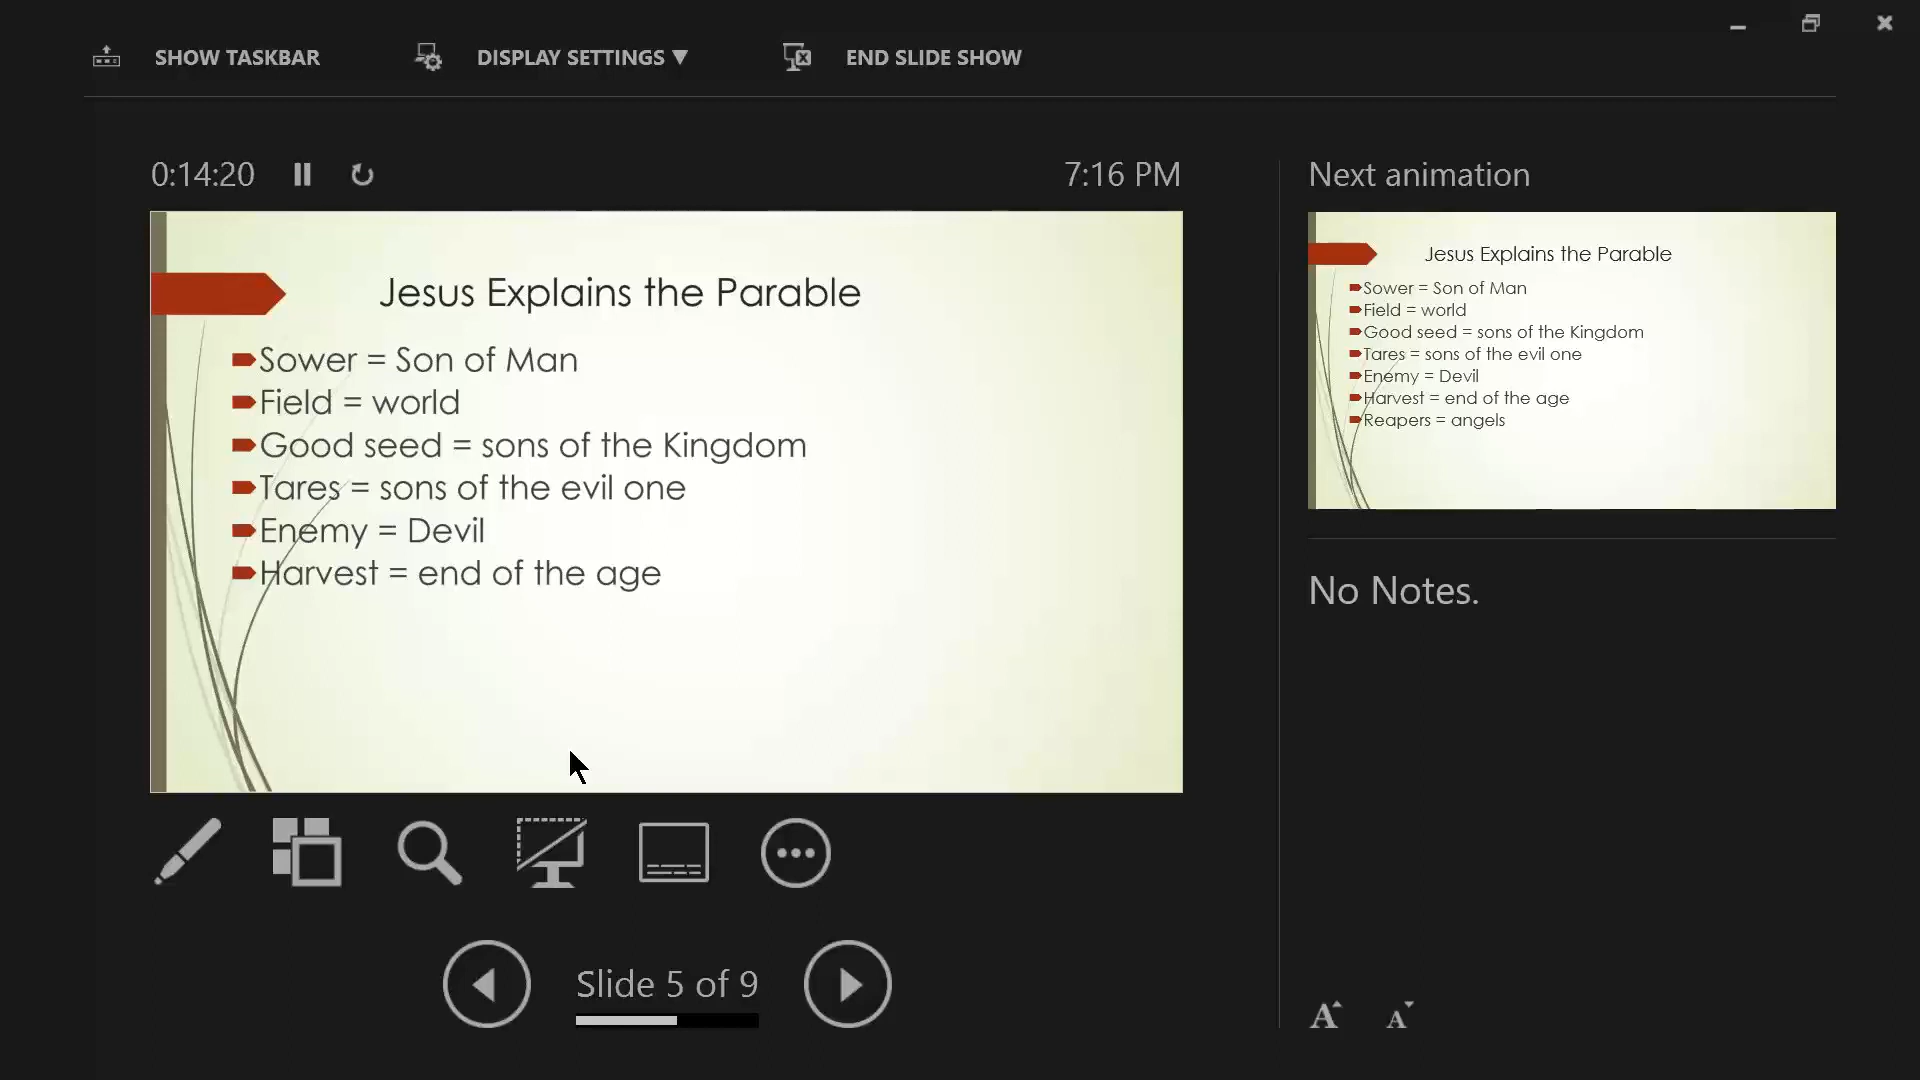 SHOW TASKBAR
DISPLAY SETTINGS ▼
END SLIDE SHOW
0:14:20
7:16 PM
Jesus Explains the Parable
Sower = Son of Man
Field = world
Good seed = sons of the Kingdom
Tares = sons of the evil one
Enemy = Devil
Harvest = end of the age
Slide 5 of 9
Next animation
Jesus Explains the Parable
Sower = Son of Man
Field = world
Good seed = sons of the Kingdom
Tares = sons of the evil one
Enemy = Devil
Harvest = end of the age
Reapers = angels
No Notes.
A A